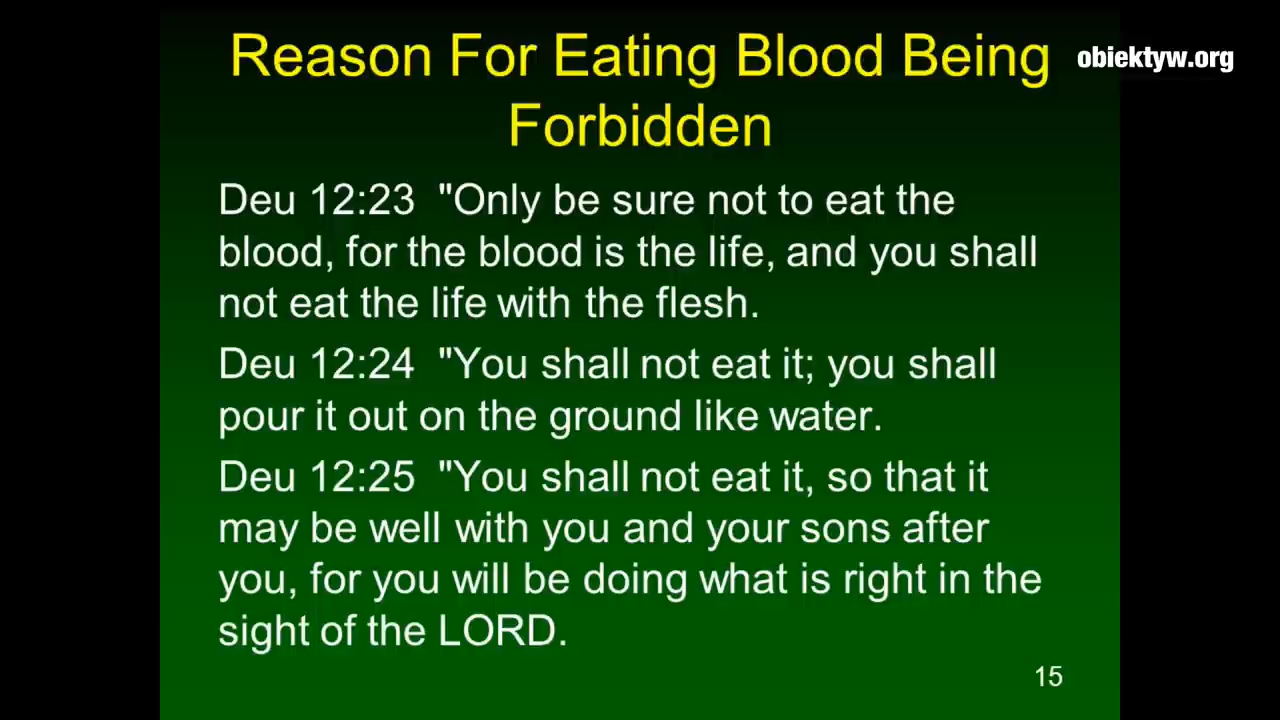 Reason For Eating Blood Being
Forbidden
obiektyw.org
Deu 12:23  "Only be sure not to eat the
blood, for the blood is the life, and you shall
not eat the life with the flesh.
Deu 12:24  "You shall not eat it; you shall
pour it out on the ground like water.
Deu 12:25  "You shall not eat it, so that it
may be well with you and your sons after
you, for you will be doing what is right in the
sight of the LORD.
15